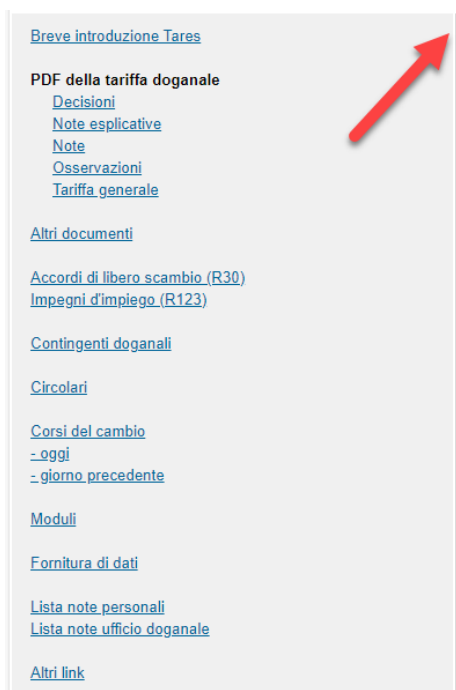 Breve introduzione Tares
PDF della tariffa doganale
Decisioni
Note esplicative
Note
Osservazioni
Tariffa generale
Altri documenti
Accordi di libero scambio (R30)
Impegni d'impiego (R123)
Contingenti doganali
Circolari
Corsi del cambio
- oggi
- giorno precedente
Moduli
Fornitura di dati
Lista note personali
Lista note ufficio doganale
Altri link